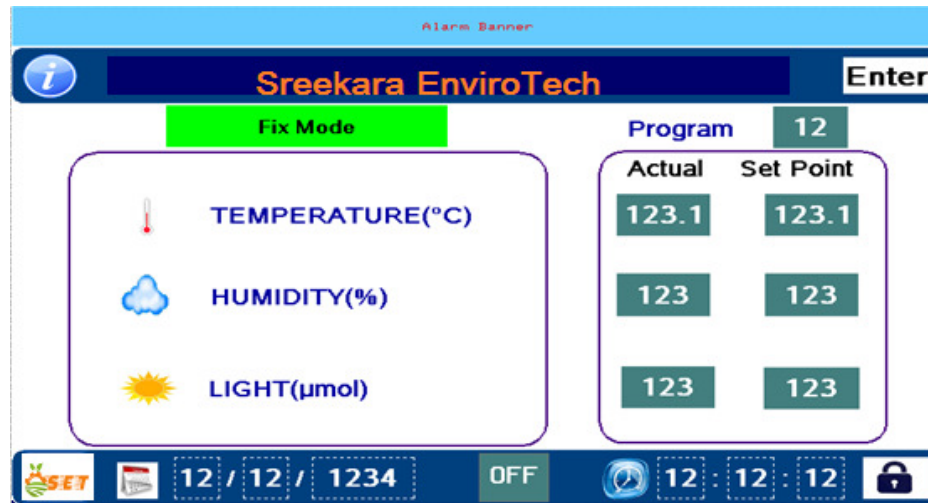 Alarm Banner
Sreekara EnviroTech Enter
Fix Mode Program 12
Actual Set Point
TEMPERATURE(°C) 123.1 123.1
HUMIDITY(%) 123 123
LIGHT(µmol) 123 123
SET 12 / 12 / 1234 OFF 12 : 12 : 12